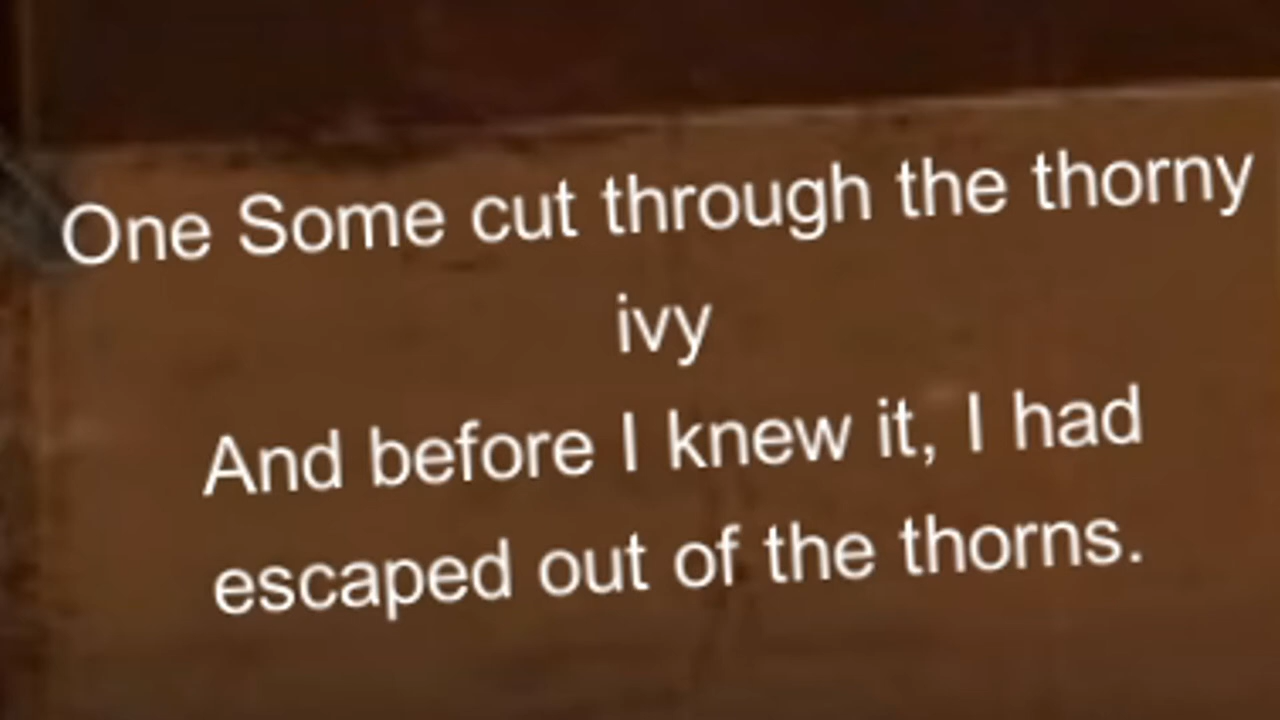 One Some cut through the thorny
ivy
And before I knew it, I had
escaped out of the thorns.